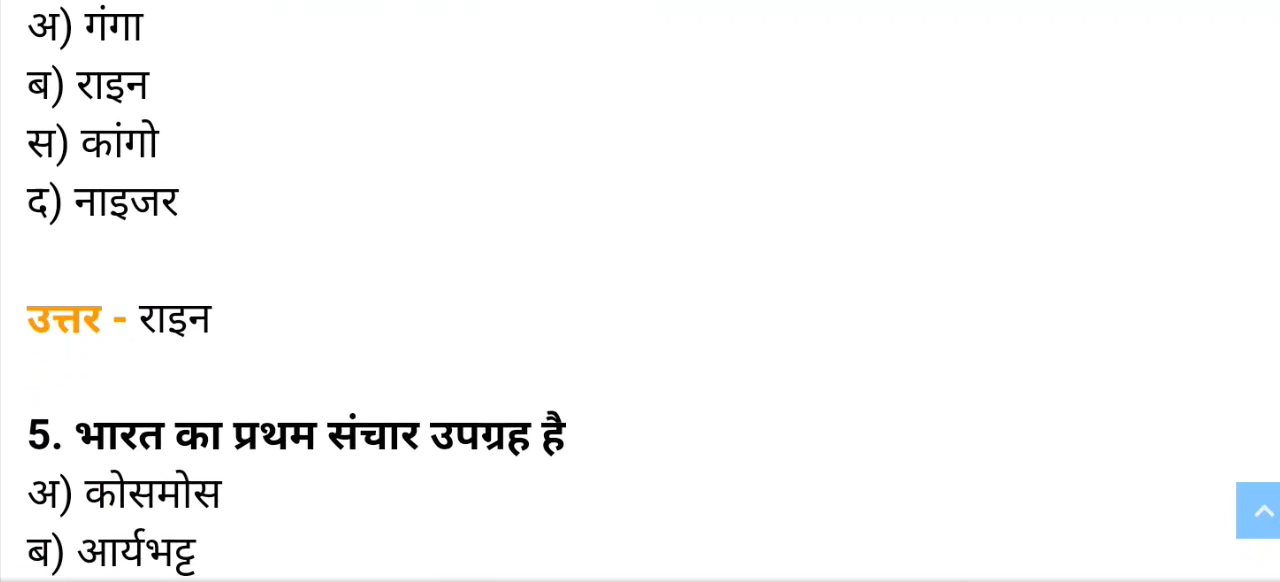 अ) गंगा
ब) राइन
स) कांगो
द) नाइजर
उत्तर - राइन
5. भारत का प्रथम संचार उपग्रह है
अ) कोसमोस
ब) आर्यभट्ट